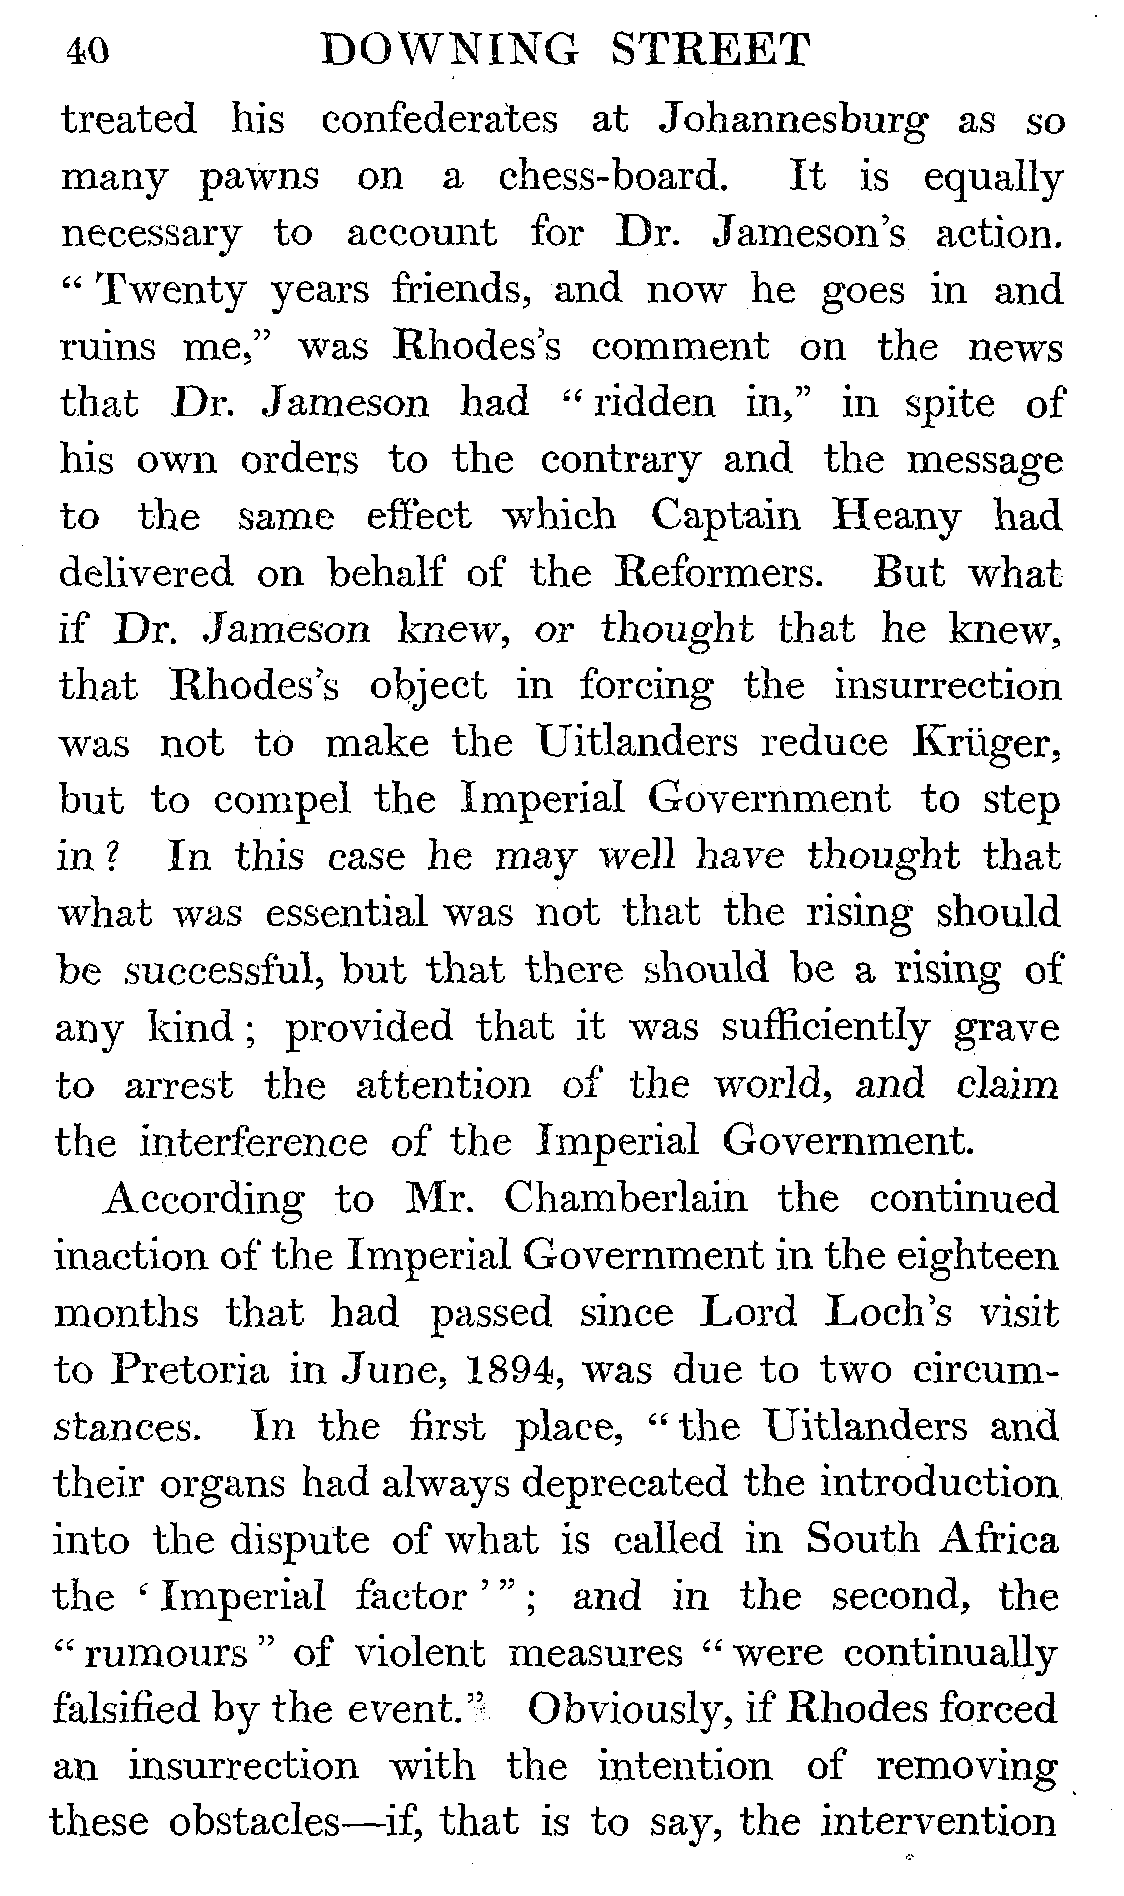 40 DOWNING STREET
treated his confederates at Johannesburg as so
many pawns on a chess-board. It is equally
necessary to account for Dr. Jameson's action.
“ Twenty years friends, and now he goes in and
ruins me,” was Rhodes's comment on the news
that Dr. Jameson had “ ridden in,” in spite of
his own orders to the contrary and the message
to the same effect which Captain Heany had
delivered on behalf of the Reformers. But what
if Dr. Jameson knew, or thought that he knew,
that Rhodes's object in forcing the insurrection
was not to make the Uitlanders reduce Krüger,
but to compel the Imperial Government to step
in ? In this case he may well have thought that
what was essential was not that the rising should
be successful, but that there should be a rising of
any kind ; provided that it was sufficiently grave
to arrest the attention of the world, and claim
the interference of the Imperial Government.
According to Mr. Chamberlain the continued
inaction of the Imperial Government in the eighteen
months that had passed since Lord Loch's visit
to Pretoria in June, 1894, was due to two circum-
stances. In the first place, “ the Uitlanders and
their organs had always deprecated the introduction
into the dispute of what is called in South Africa
the ‘ Imperial factor ’ ” ; and in the second, the
“ rumours ” of violent measures “ were continually
falsified by the event.” Obviously, if Rhodes forced
an insurrection with the intention of removing
these obstacles—if, that is to say, the intervention